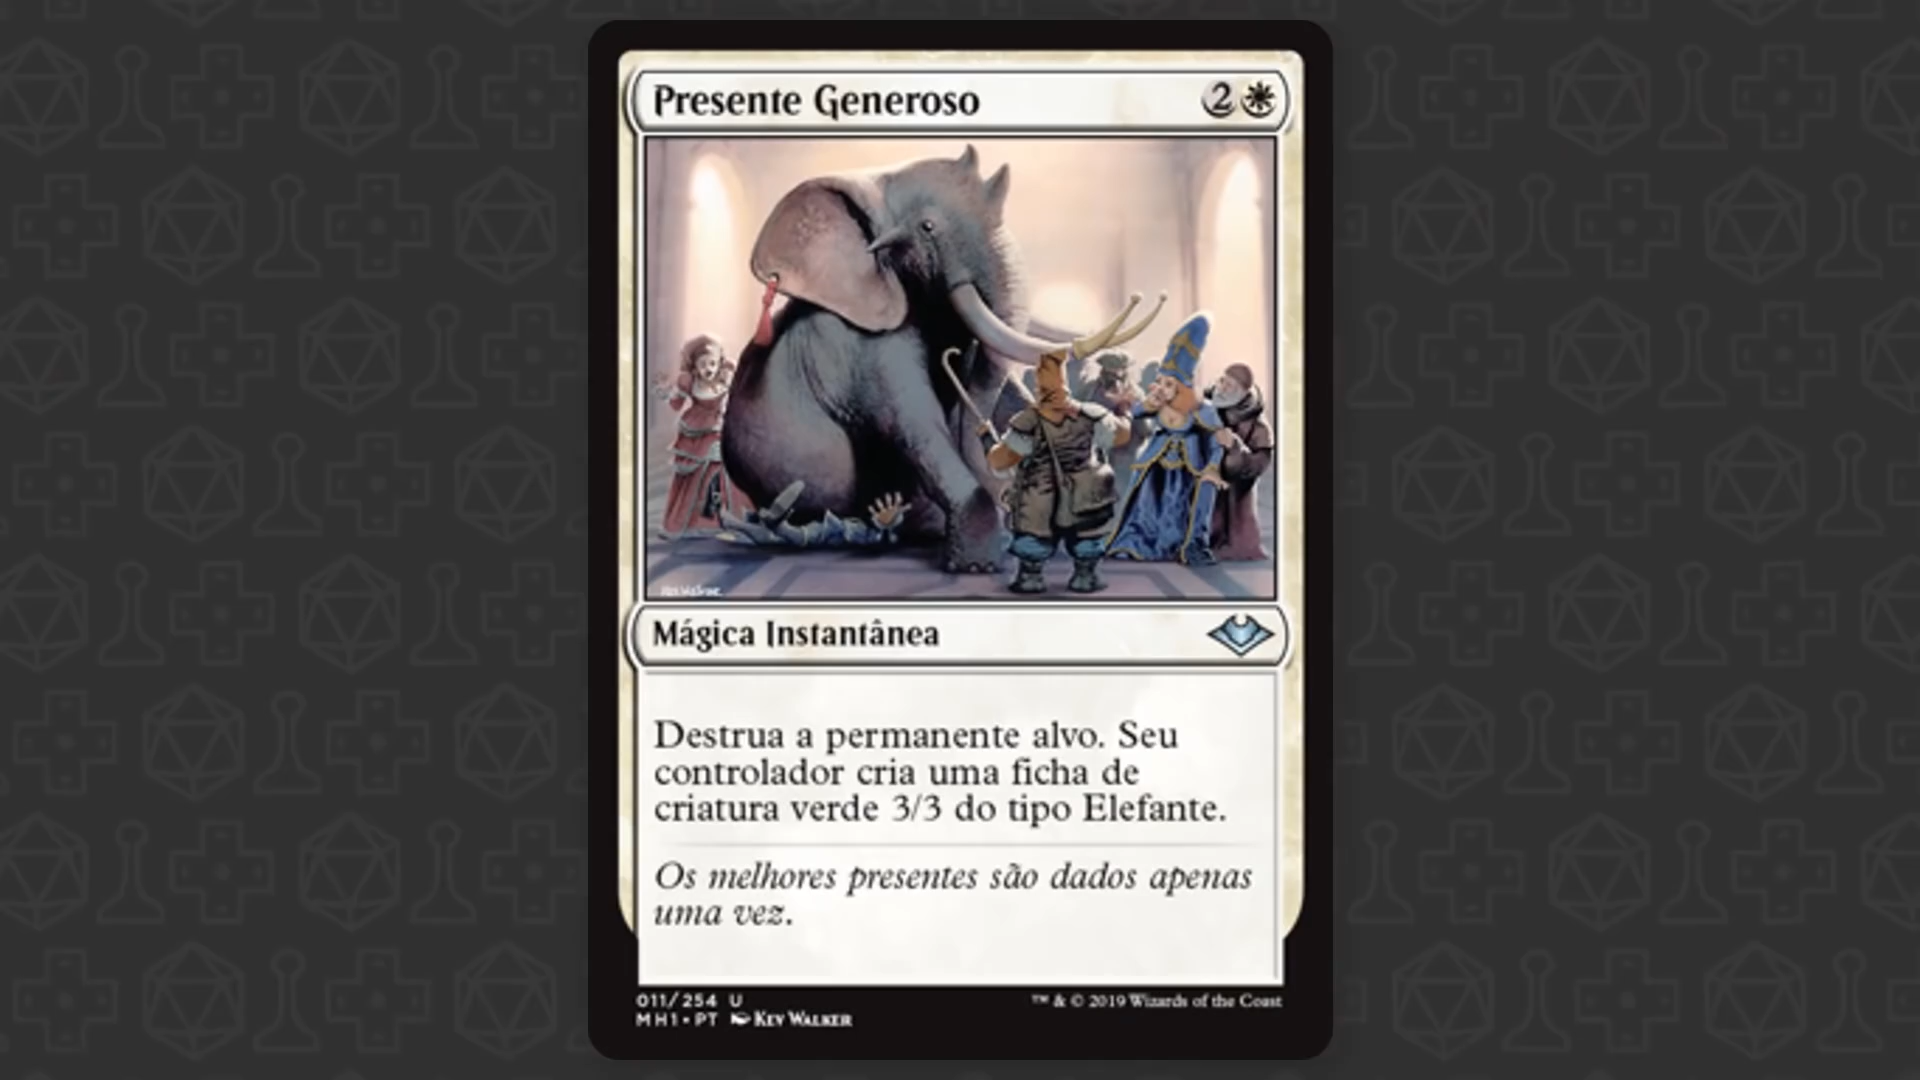 Presente Generoso 2
Mágica Instantânea
Destrua a permanente alvo. Seu
controlador cria uma ficha de
criatura verde 3/3 do tipo Elefante.
Os melhores presentes são dados apenas
uma vez.
011/254 U
™ & © 2019 Wizards of the Coast
MH1 • PT Kev Walker